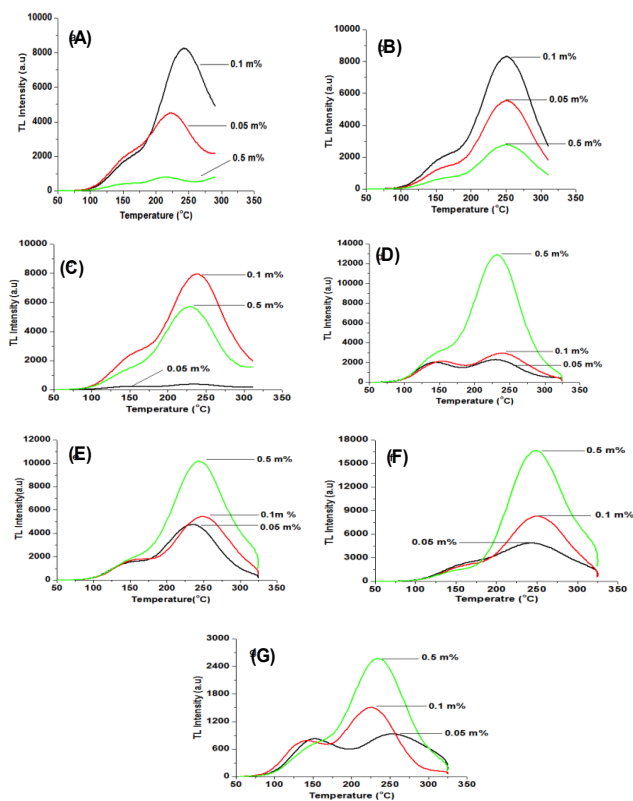 (A)
10000
8000
6000
4000
2000
0
TL Intensity (a.u)
0.1 m%
0.05 m%
0.5 m%
50 100 150 200 250 300 350
Temperature (°C)
(B)
10000
8000
6000
4000
2000
0
TL Intensity (a.u)
0.1 m%
0.05 m%
0.5 m%
50 100 150 200 250 300 350
Temperature (°C)
(C)
10000
8000
6000
4000
2000
0
TL Intensity (a.u)
0.1 m%
0.5 m%
0.05 m%
50 100 150 200 250 300 350
Temperature (°C)
(D)
14000
12000
10000
8000
6000
4000
2000
0
TL Intensity (a.u)
0.5 m%
0.1 m%
0.05 m%
50 100 150 200 250 300 350
Temperature (°C)
(E)
12000
10000
8000
6000
4000
2000
0
TL Intensity(a.u)
0.5 m%
0.1m %
0.05 m%
50 100 150 200 250 300 350
Temperature(°C)
(F)
18000
15000
12000
9000
6000
3000
0
TL Intensity (a.u)
0.5 m%
0.1 m%
0.05 m%
50 100 150 200 250 300 350
Temperatre (°C)
(G)
3000
2400
1800
1200
600
0
TL Intensity (a.u)
0.5 m%
0.1 m%
0.05 m%
50 100 150 200 250 300 350
Temperature (°C)